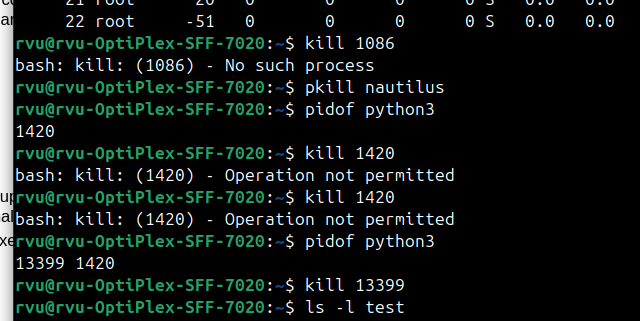 21 root 20 0 0 0 0 S 0.0 0.0
22 root -51 0 0 0 0 S 0.0 0.0
rvu@rvu-OptiPlex-SFF-7020:~$ kill 1086
bash: kill: (1086) - No such process
rvu@rvu-OptiPlex-SFF-7020:~$ pkill nautilus
rvu@rvu-OptiPlex-SFF-7020:~$ pidof python3
1420
rvu@rvu-OptiPlex-SFF-7020:~$ kill 1420
bash: kill: (1420) - Operation not permitted
rvu@rvu-OptiPlex-SFF-7020:~$ kill 1420
bash: kill: (1420) - Operation not permitted
rvu@rvu-OptiPlex-SFF-7020:~$ pidof python3
13399 1420
rvu@rvu-OptiPlex-SFF-7020:~$ kill 13399
rvu@rvu-OptiPlex-SFF-7020:~$ ls -l test